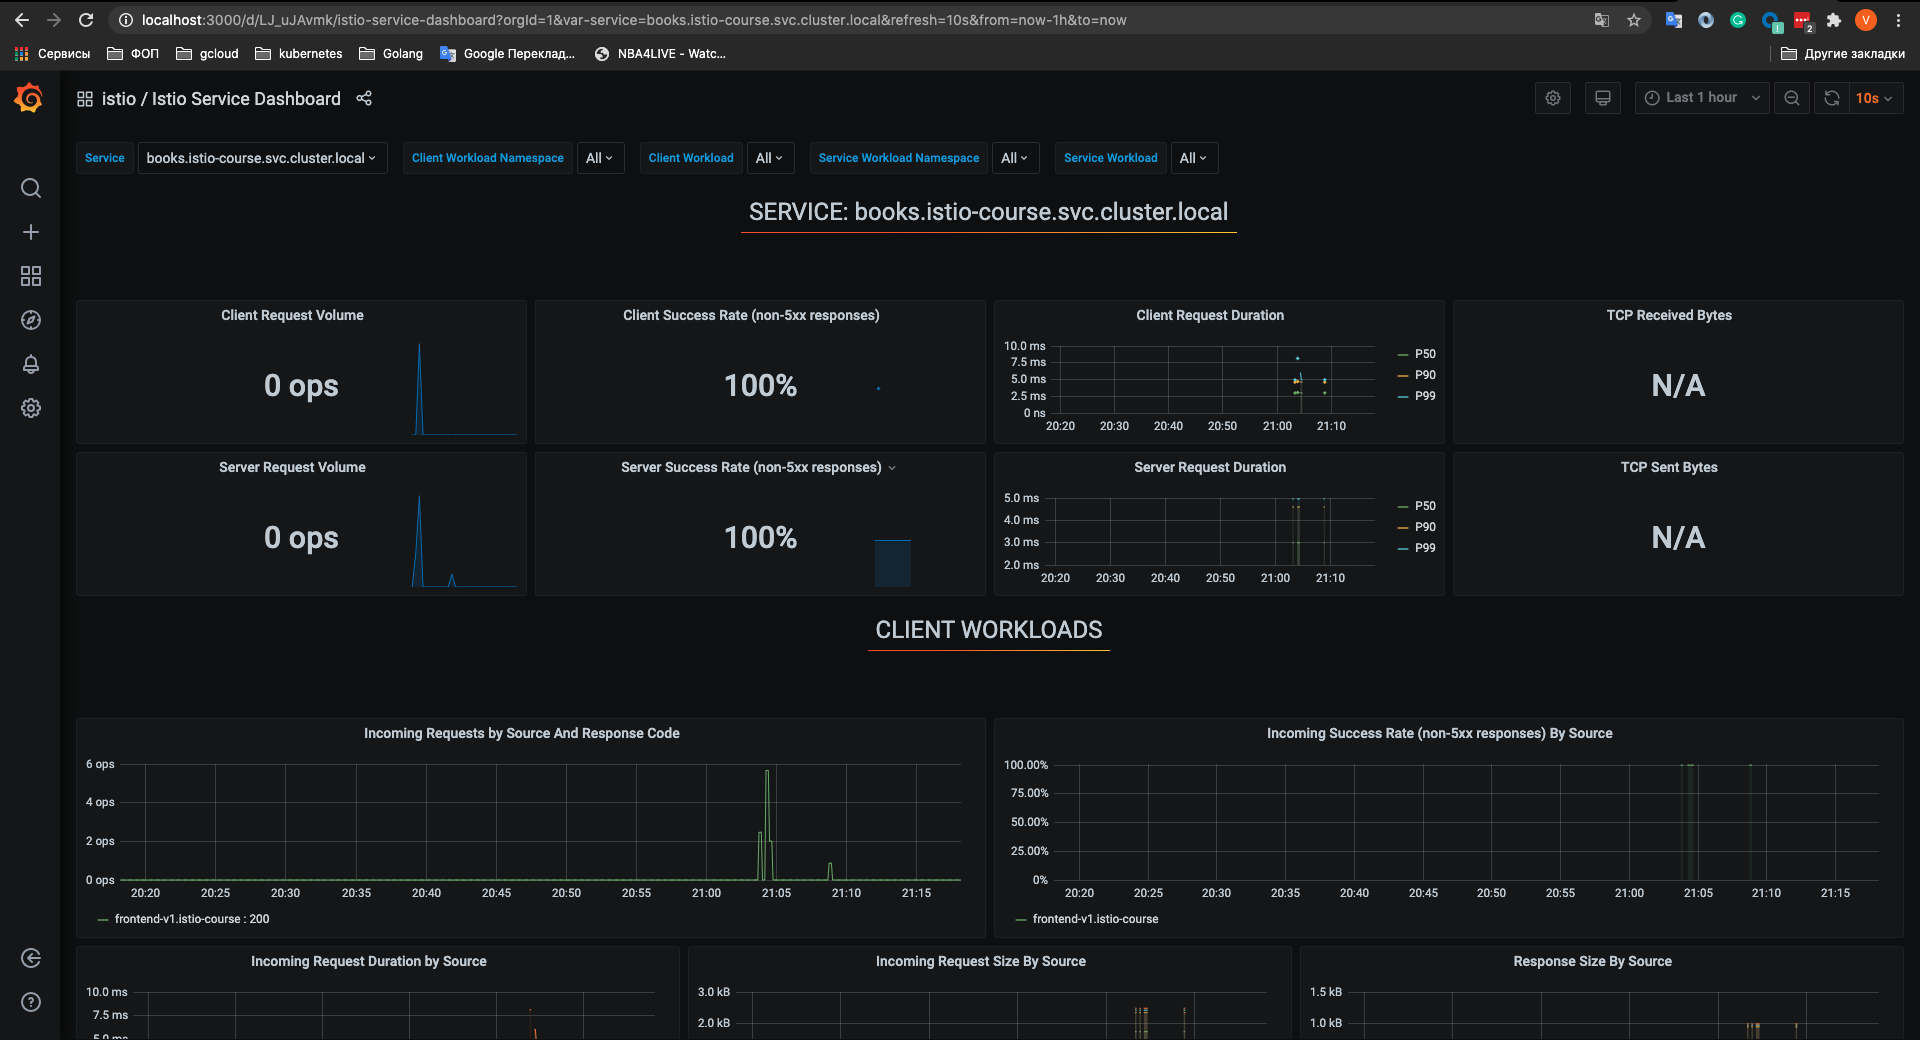 localhost:3000/d/LJ_uJAvmk/istio-service-dashboard?orgId=1&var-service=books.istio-course.svc.cluster.local&refresh=10s&from=now-1h&to=now
2
V
Сервисы ФОП gcloud kubernetes Golang Google Переклад... NBA4LIVE - Watc... Другие закладки
istio / Istio Service Dashboard
Last 1 hour
10s
Service books.istio-course.svc.cluster.local Client Workload Namespace All Client Workload All Service Workload Namespace All Service Workload All
SERVICE: books.istio-course.svc.cluster.local
Client Request Volume
0 ops
Client Success Rate (non-5xx responses)
100%
Client Request Duration
10.0 ms
7.5 ms
5.0 ms
2.5 ms
0 ns
20:20 20:30 20:40 20:50 21:00 21:10
P50
P90
P99
TCP Received Bytes
N/A
Server Request Volume
0 ops
Server Success Rate (non-5xx responses)
100%
Server Request Duration
5.0 ms
4.0 ms
3.0 ms
2.0 ms
20:20 20:30 20:40 20:50 21:00 21:10
P50
P90
P99
TCP Sent Bytes
N/A
CLIENT WORKLOADS
Incoming Requests by Source And Response Code
6 ops
4 ops
2 ops
0 ops
20:20 20:25 20:30 20:35 20:40 20:45 20:50 20:55 21:00 21:05 21:10 21:15
frontend-v1.istio-course : 200
Incoming Success Rate (non-5xx responses) By Source
100.00%
75.00%
50.00%
25.00%
0%
20:20 20:25 20:30 20:35 20:40 20:45 20:50 20:55 21:00 21:05 21:10 21:15
frontend-v1.istio-course
Incoming Request Duration by Source
10.0 ms
7.5 ms
5.0 ms
Incoming Request Size By Source
3.0 kB
2.0 kB
Response Size By Source
1.5 kB
1.0 kB